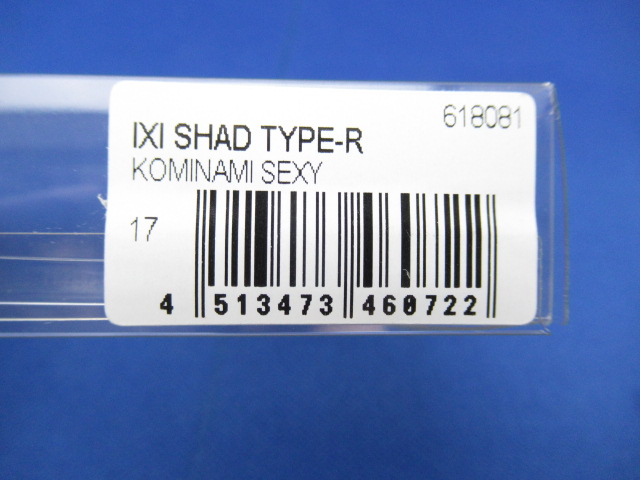 618081
IXI SHAD TYPE-R
KOMINAMI SEXY
17
4 513473 460722